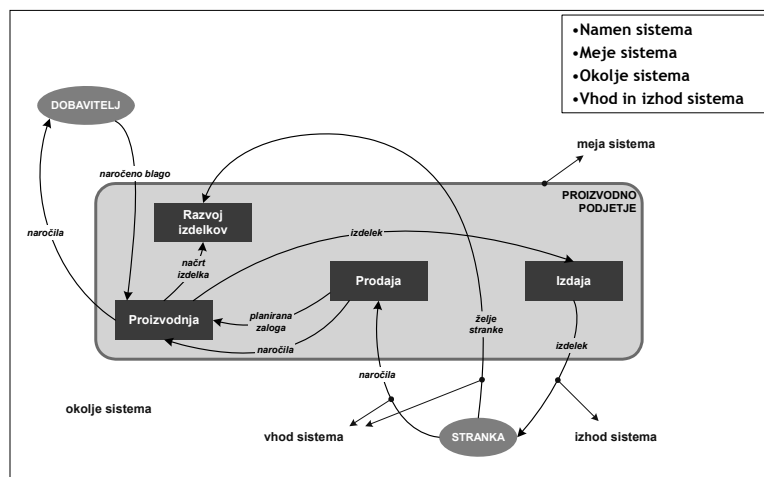 •Namen sistema
•Meje sistema
•Okolje sistema
•Vhod in izhod sistema
DOBAVITELJ
meja sistema
naročeno blago
PROIZVODNO
PODJETJE
Razvoj
izdelkov
naročila
izdelek
načrt
izdelka
Prodaja
Izdaja
Proizvodnja
planirana
zaloga
želje
stranke
naročila
izdelek
naročila
okolje sistema
vhod sistema
STRANKA
izhod sistema